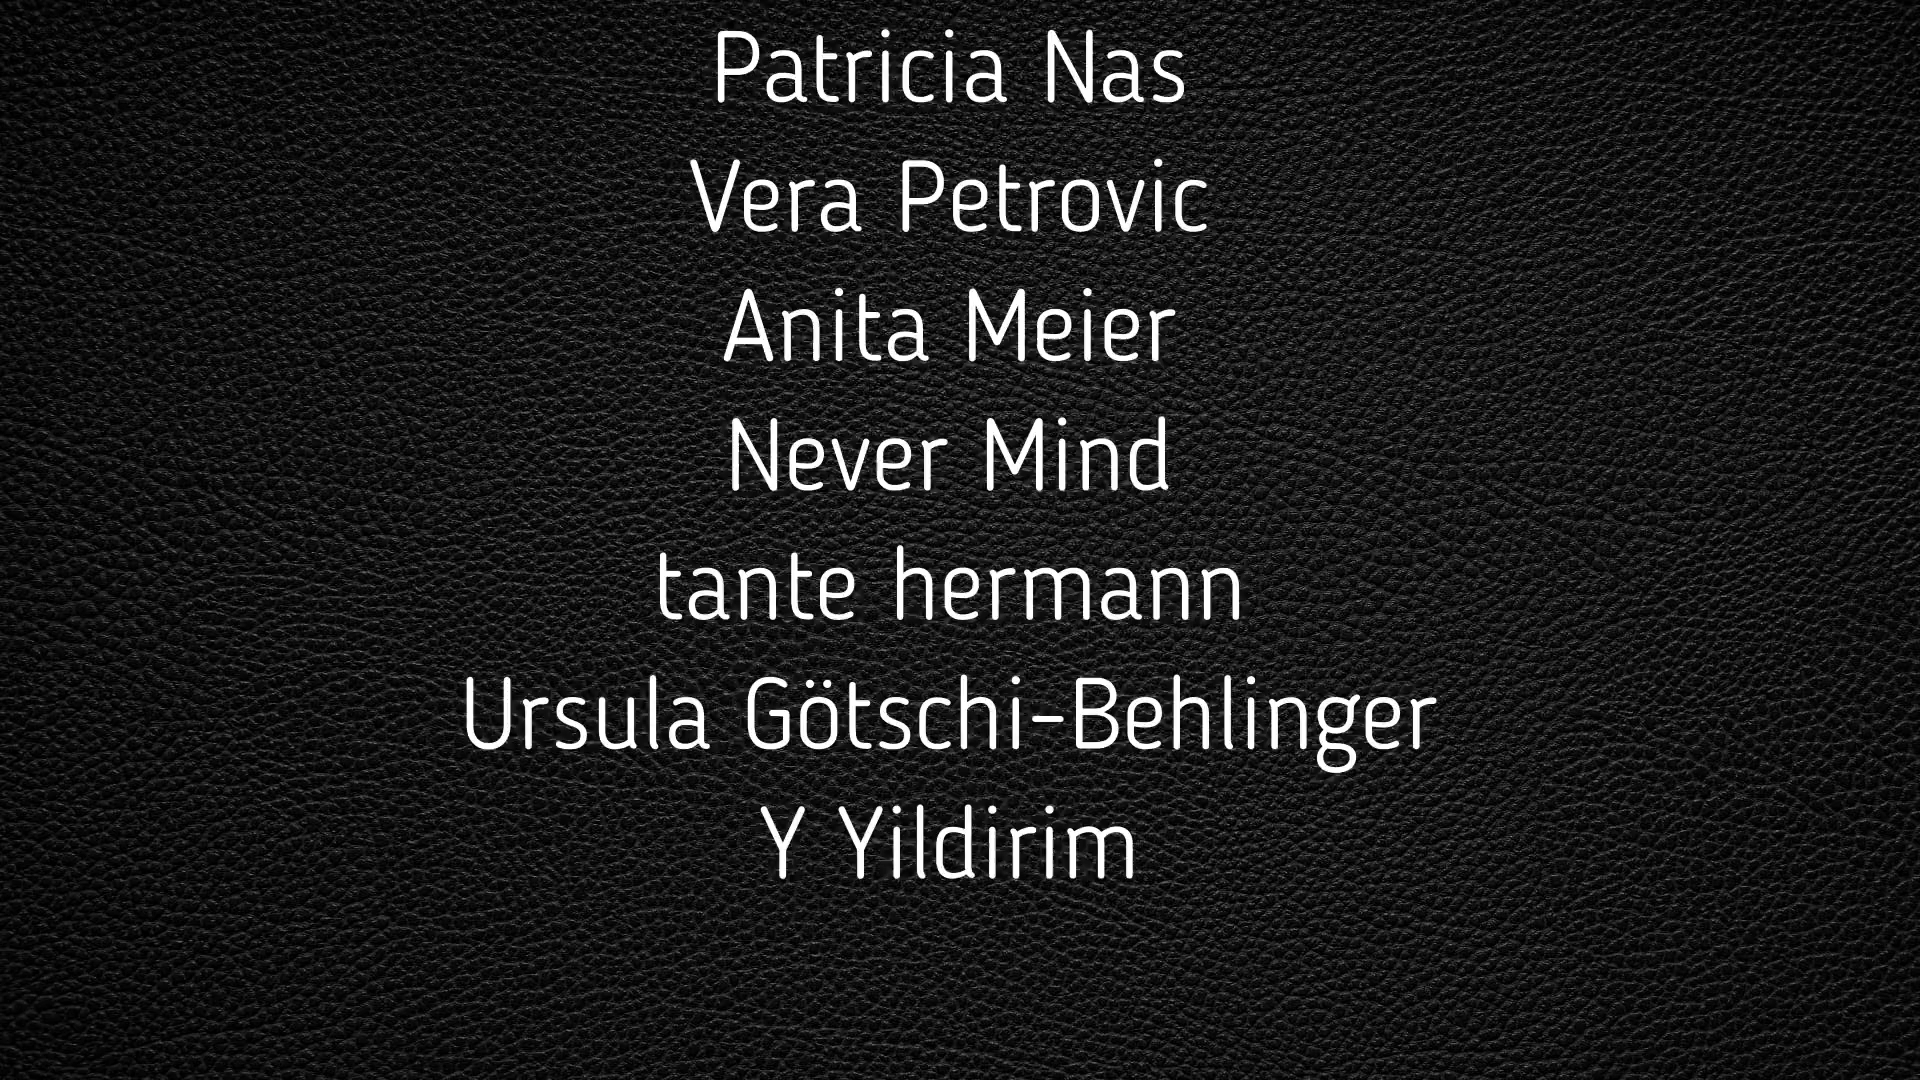 Patricia Nas
Vera Petrovic
Anita Meier
Never Mind
tante hermann
Ursula Götschi-Behlinger
Y Yildirim